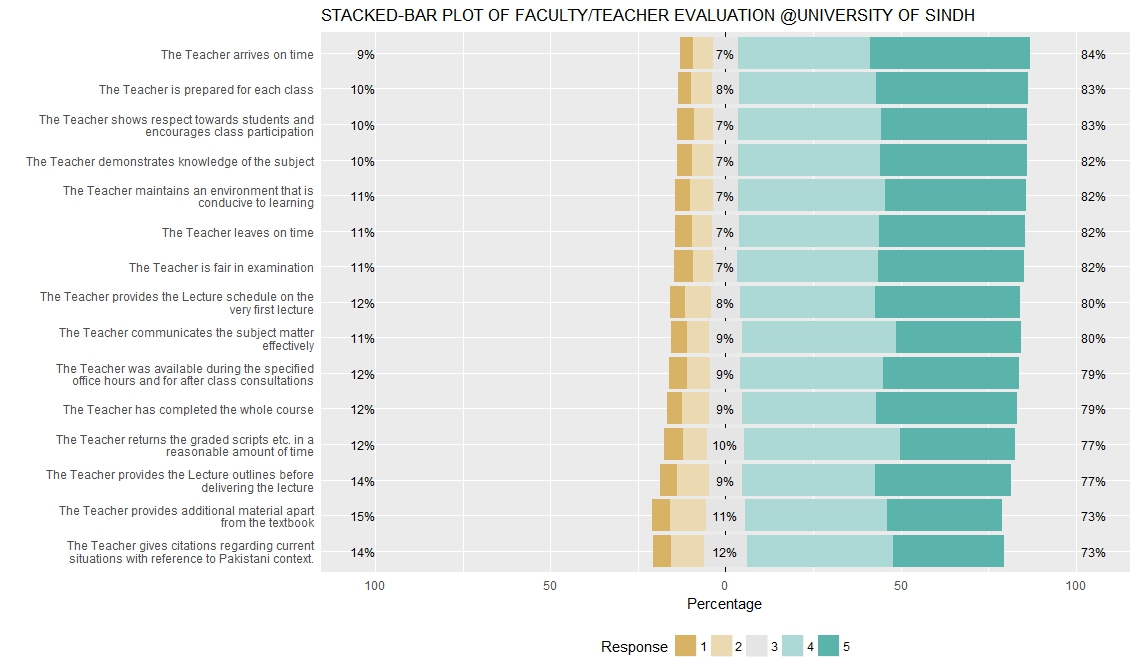 STACKED-BAR PLOT OF FACULTY/TEACHER EVALUATION @UNIVERSITY OF SINDH
The Teacher arrives on time 9% 7% 84%
The Teacher is prepared for each class 10% 8% 83%
The Teacher shows respect towards students and
encourages class participation 10% 7% 83%
The Teacher demonstrates knowledge of the subject 10% 7% 82%
The Teacher maintains an environment that is
conducive to learning 11% 7% 82%
The Teacher leaves on time 11% 7% 82%
The Teacher is fair in examination 11% 7% 82%
The Teacher provides the Lecture schedule on the
very first lecture 12% 8% 80%
The Teacher communicates the subject matter
effectively 11% 9% 80%
The Teacher was available during the specified
office hours and for after class consultations 12% 9% 79%
The Teacher has completed the whole course 12% 9% 79%
The Teacher returns the graded scripts etc. in a
reasonable amount of time 12% 10% 77%
The Teacher provides the Lecture outlines before
delivering the lecture 14% 9% 77%
The Teacher provides additional material apart
from the textbook 15% 11% 73%
The Teacher gives citations regarding current
situations with reference to Pakistani context. 14% 12% 73%
100 50 0 50 100
Percentage
Response 1 2 3 4 5